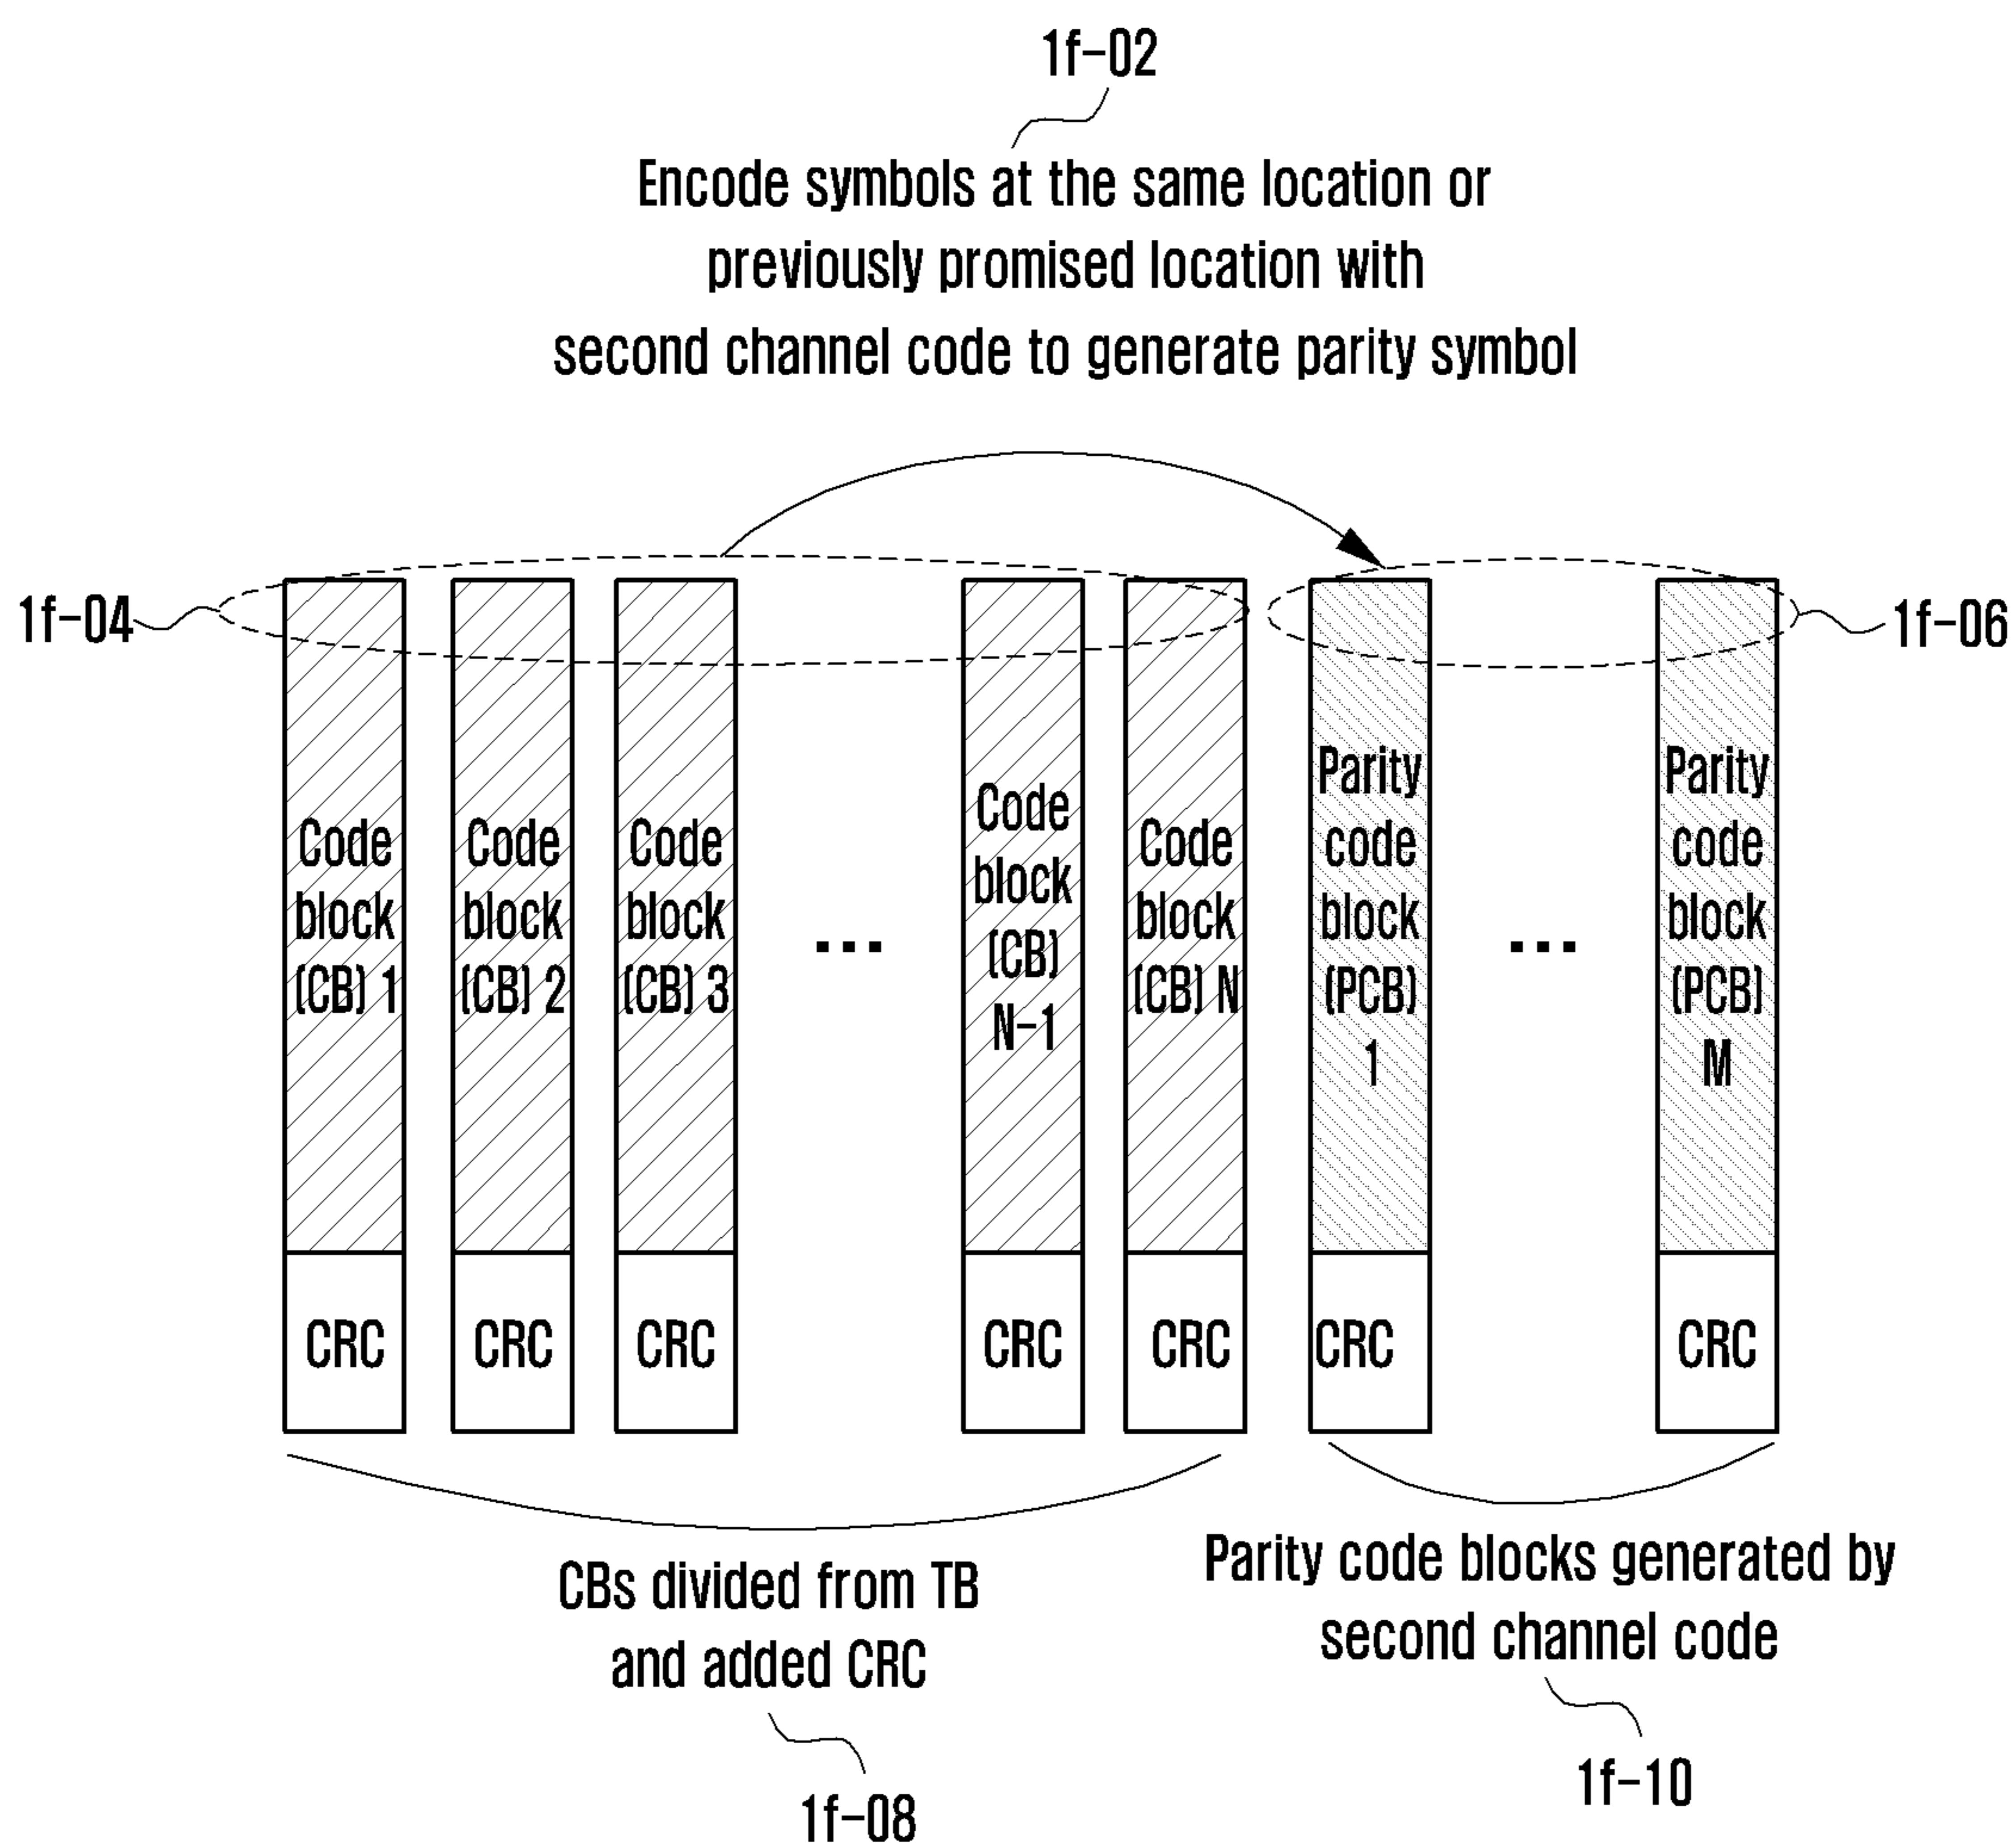 1f-02
Encode symbols at the same location or
previously promised location with
second channel code to generate parity symbol
1f-04
1f-06
Code
block
(CB) 1
Code
block
(CB) 2
Code
block
(CB) 3
...
Code
block
(CB)
N-1
Code
block
(CB) N
Parity
code
block
(PCB)
1
...
Parity
code
block
(PCB)
M
CRC
CRC
CRC
CRC
CRC
CRC
CRC
CBs divided from TB
and added CRC
1f-08
Parity code blocks generated by
second channel code
1f-10